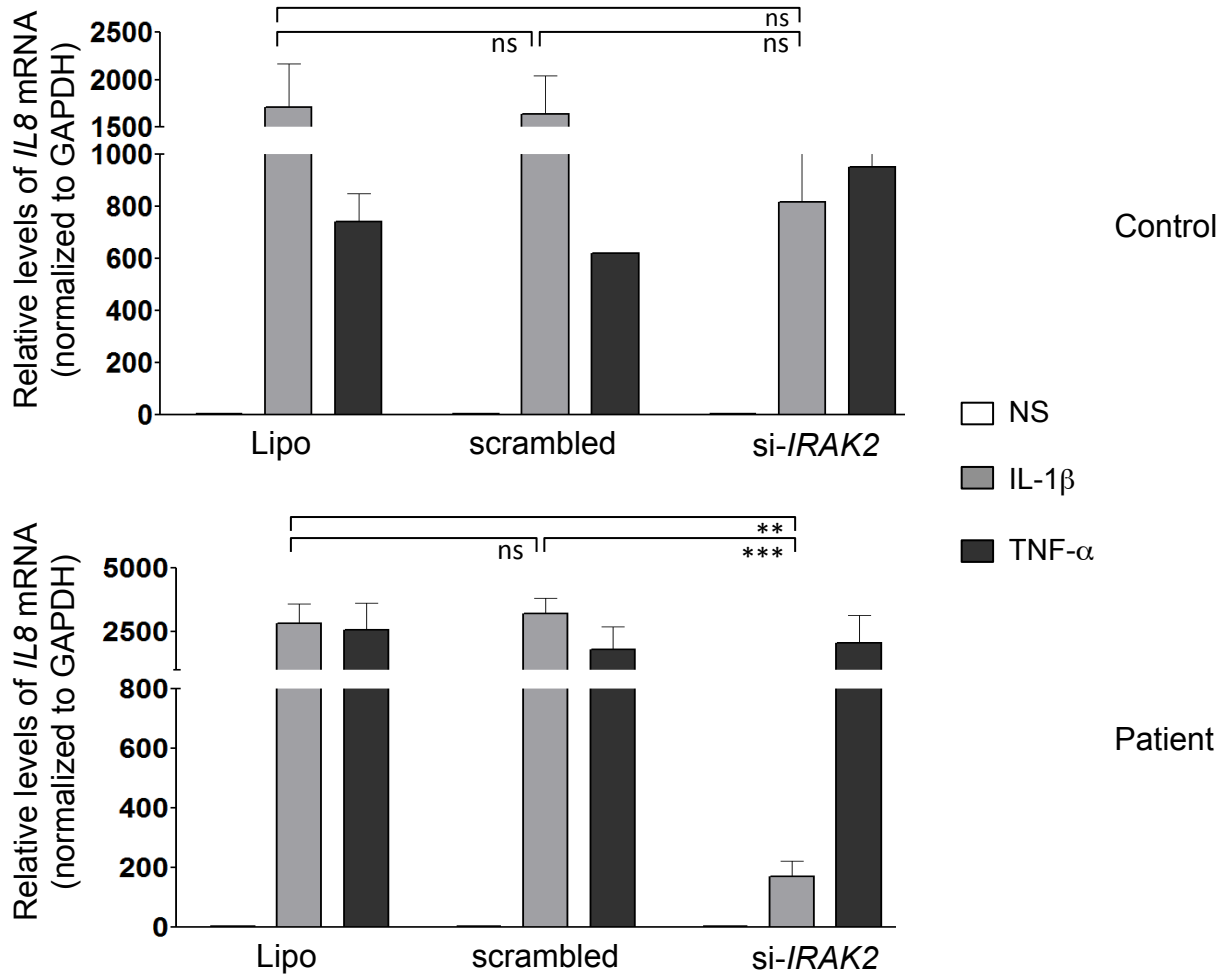 Relative levels of IL8 mRNA
(normalized to GAPDH)
ns
ns
ns
2500
2000
1500
1000
800
600
400
200
0
Lipo
scrambled
si-IRAK2
Control
NS
IL-1β
TNF-α
Relative levels of IL8 mRNA
(normalized to GAPDH)
**
ns
***
5000
2500
800
600
400
200
0
Lipo
scrambled
si-IRAK2
Patient